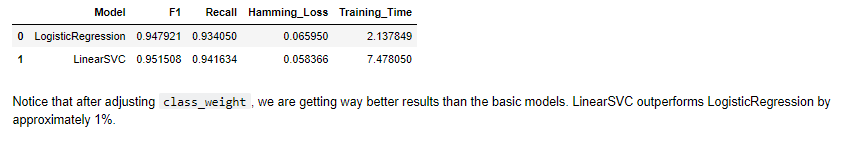 Model F1 Recall Hamming_Loss Training_Time
0 LogisticRegression 0.947921 0.934050 0.065950 2.137849
1 LinearSVC 0.951508 0.941634 0.058366 7.478050
Notice that after adjusting class_weight , we are getting way better results than the basic models. LinearSVC outperforms LogisticRegression by
approximately 1%.